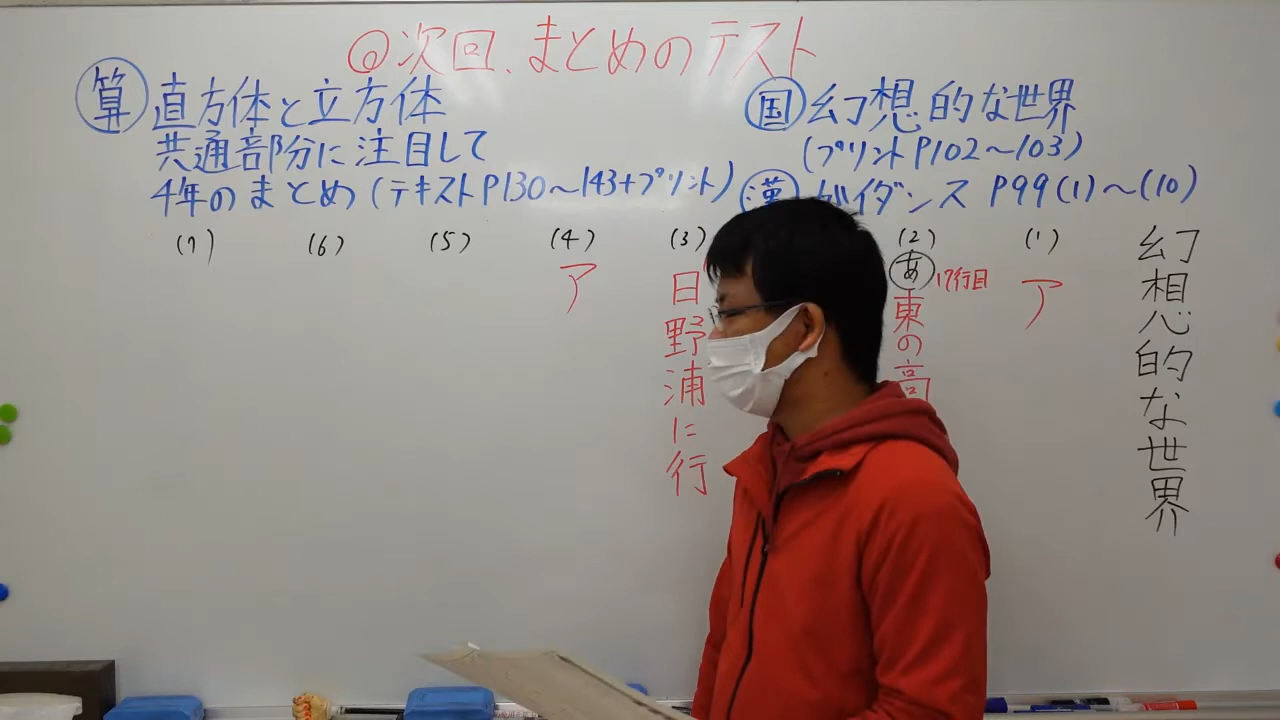 @次回、まとめのテスト
算 直方体と立方体
共通部分に注目して
4年のまとめ(テキストP130～143+プリント)
国 幻想的な世界
(プリントP102～103)
漢 ガイダンス P99(1)～(10)
幻想的な世界
(1)
ア
(2)
あ 17行目
東の高
(3)
日野浦に行
(4)
ア
(5)
(6)
(7)